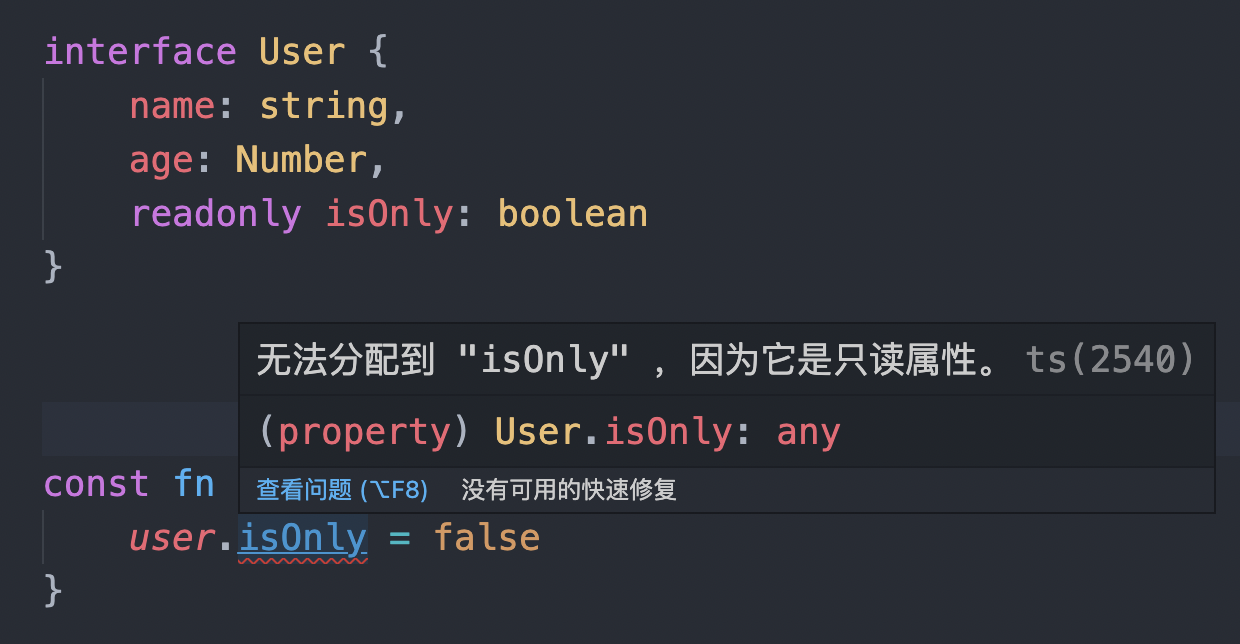 interface User {
name: string,
age: Number,
readonly isOnly: boolean
}
无法分配到 "isOnly" ，因为它是只读属性。 ts(2540)
(property) User.isOnly: any
查看问题 (⌥F8) 没有可用的快速修复
const fn
user.isOnly = false
}